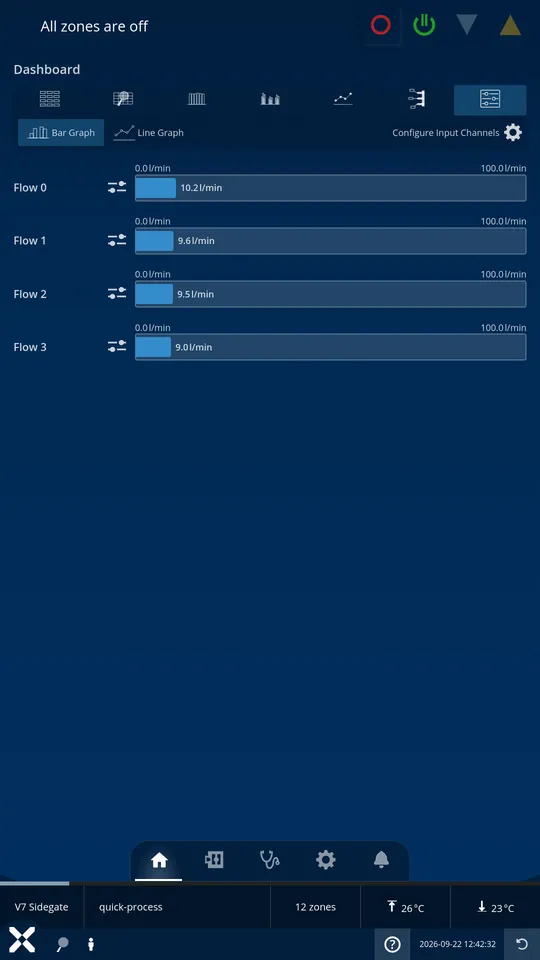 All zones are off
Dashboard
Bar Graph
Line Graph
Configure Input Channels
0.0 l/min
100.0 l/min
Flow 0
10.2 l/min
0.0 l/min
100.0 l/min
Flow 1
9.6 l/min
0.0 l/min
100.0 l/min
Flow 2
9.5 l/min
0.0 l/min
100.0 l/min
Flow 3
9.0 l/min
V7 Sidegate
quick-process
12 zones
26 °C
23 °C
2026-09-22 12:42:32